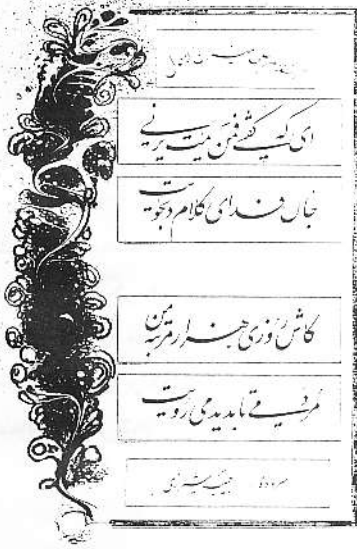 ای که گفتی فمن یمت یرنی
جان فدای کلام دلجویت
کاش روزی هزار مرتبه من
مردمی تا بدیدمی رویت